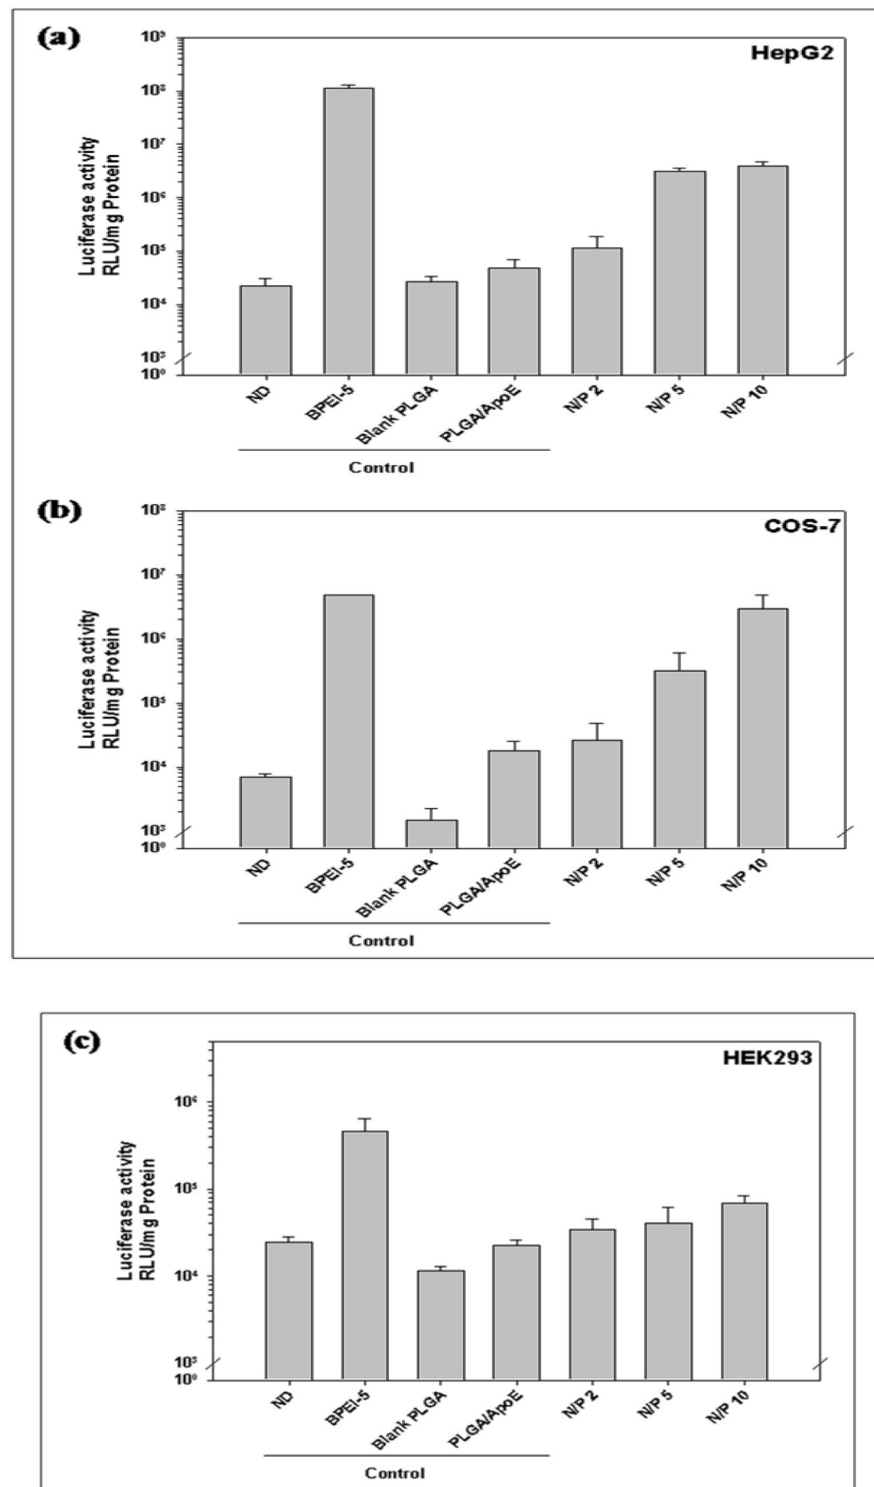 (a)
HepG2
10⁹
10⁸
10⁷
10⁶
10⁵
10⁴
10³
10⁰
Luciferase activity
RLU/mg Protein
ND
BPEI-5
Blank PLGA
PLGA/ApoE
N/P 2
N/P 5
N/P 10
Control
(b)
COS-7
10⁸
10⁷
10⁶
10⁵
10⁴
10³
10⁰
Luciferase activity
RLU/mg Protein
ND
BPEI-5
Blank PLGA
PLGA/ApoE
N/P 2
N/P 5
N/P 10
Control
(c)
HEK293
10⁶
10⁵
10⁴
10³
10⁰
Luciferase activity
RLU/mg Protein
ND
BPEI-5
Blank PLGA
PLGA/ApoE
N/P 2
N/P 5
N/P 10
Control